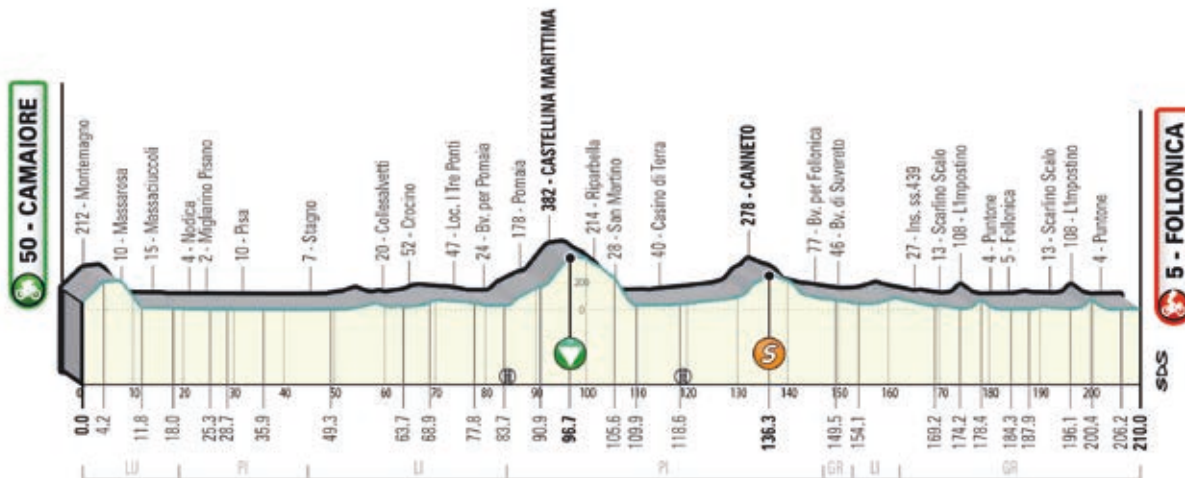 50 - CAMAIORE
212 - Montemagno
10 - Massarosa
15 - Massaciuccoli
4 - Nodica
2 - Migliarino Pisano
10 - Pisa
7 - Stagno
20 - Collesalvetti
52 - Crocino
47 - Loc. I Tre Ponti
24 - Bv. per Pomaia
178 - Pomaia
382 - CASTELLINA MARITTIMA
214 - Riparbella
28 - San Martino
40 - Casino di Terra
278 - CANNETO
77 - Bv. per Follonica
46 - Bv. di Suvereto
27 - Ins. ss.439
13 - Scarlino Scalo
108 - L'Impostino
4 - Puntone
5 - Follonica
13 - Scarlino Scalo
108 - L'Impostino
4 - Puntone
5 - FOLLONICA
200
0
S
SDS
0 10 20 30 40 50 60 70 80 90 100 110 120 130 140 150 160 170 180 190 200
0.0 4.2 11.8 18.0 25.3 28.7 35.9 49.3 63.7 68.9 77.8 83.7 90.9 96.7 105.6 109.9 118.6 136.3 149.5 154.1 169.2 174.2 178.4 184.3 187.9 196.1 200.4 206.2 210.0
LU PI LI PI GR LI GR